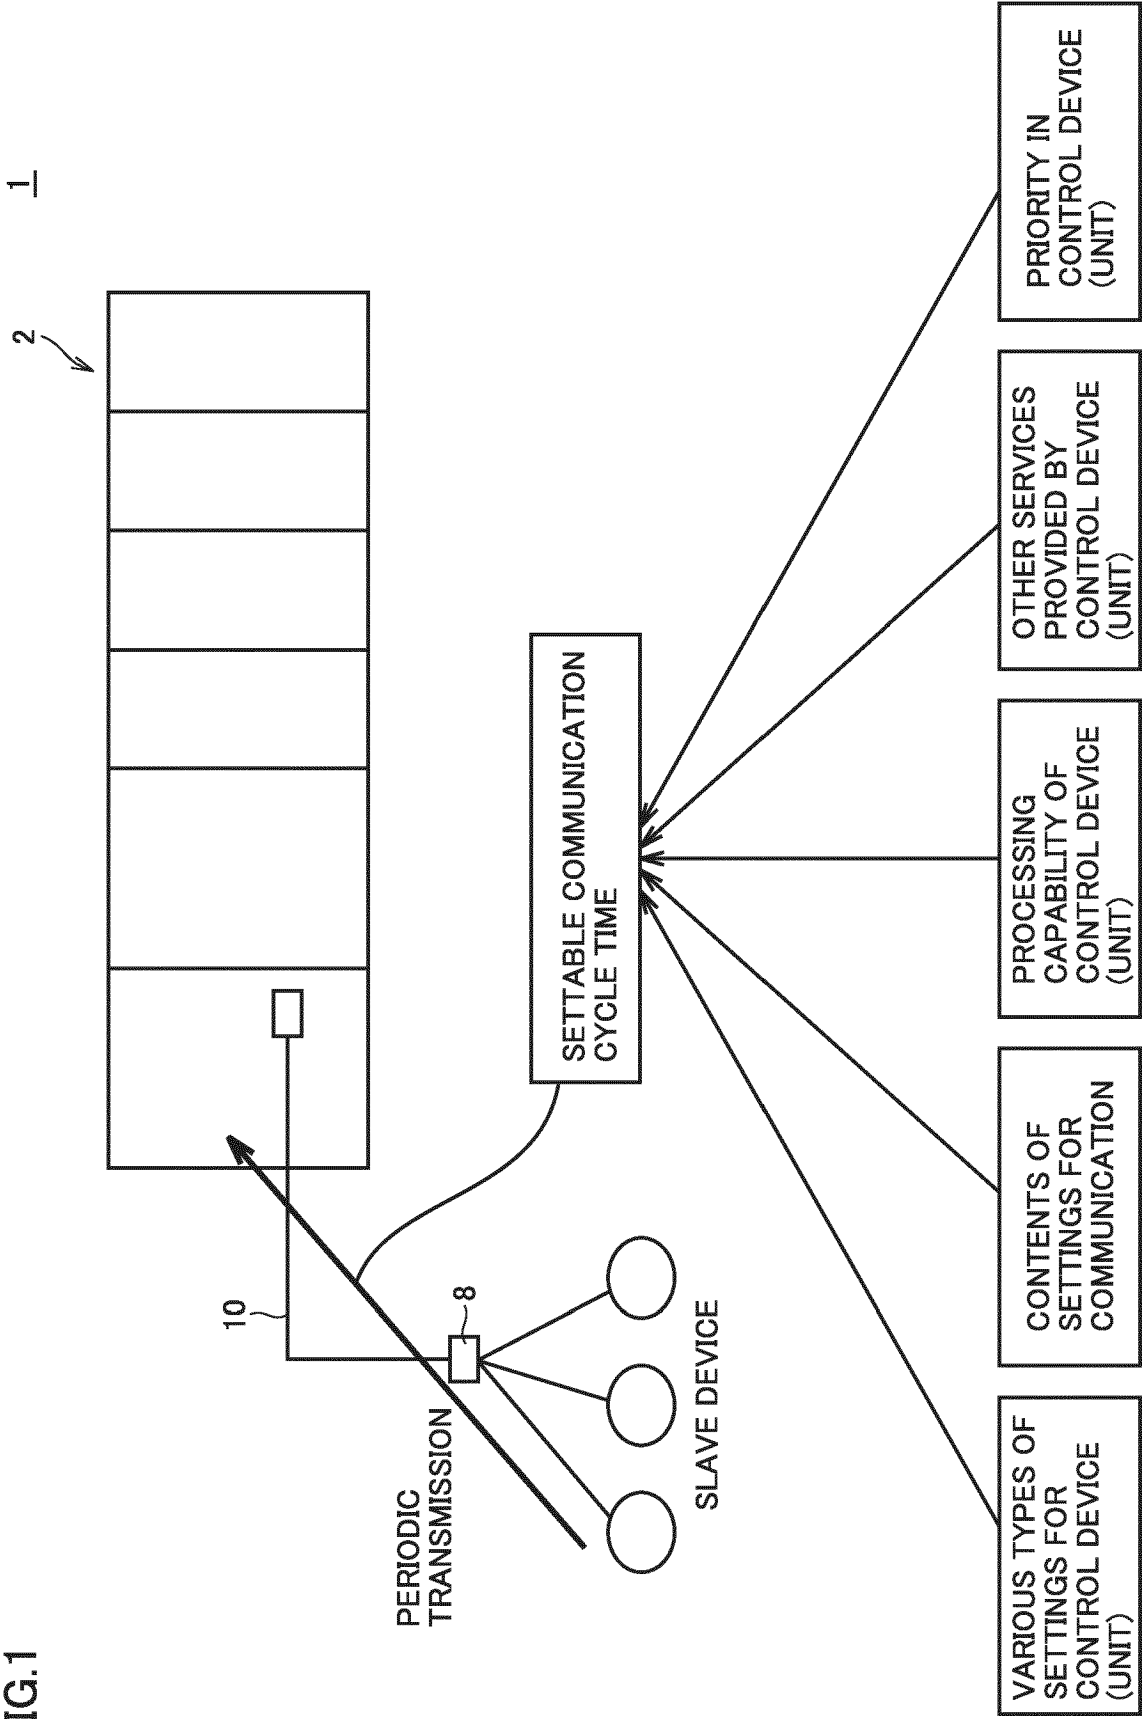 IG.1
1
2
10
8
PERIODIC
TRANSMISSION
SLAVE DEVICE
SETTABLE COMMUNICATION
CYCLE TIME
VARIOUS TYPES OF
SETTINGS FOR
CONTROL DEVICE
(UNIT)
CONTENTS OF
SETTINGS FOR
COMMUNICATION
PROCESSING
CAPABILITY OF
CONTROL DEVICE
(UNIT)
OTHER SERVICES
PROVIDED BY
CONTROL DEVICE
(UNIT)
PRIORITY IN
CONTROL DEVICE
(UNIT)